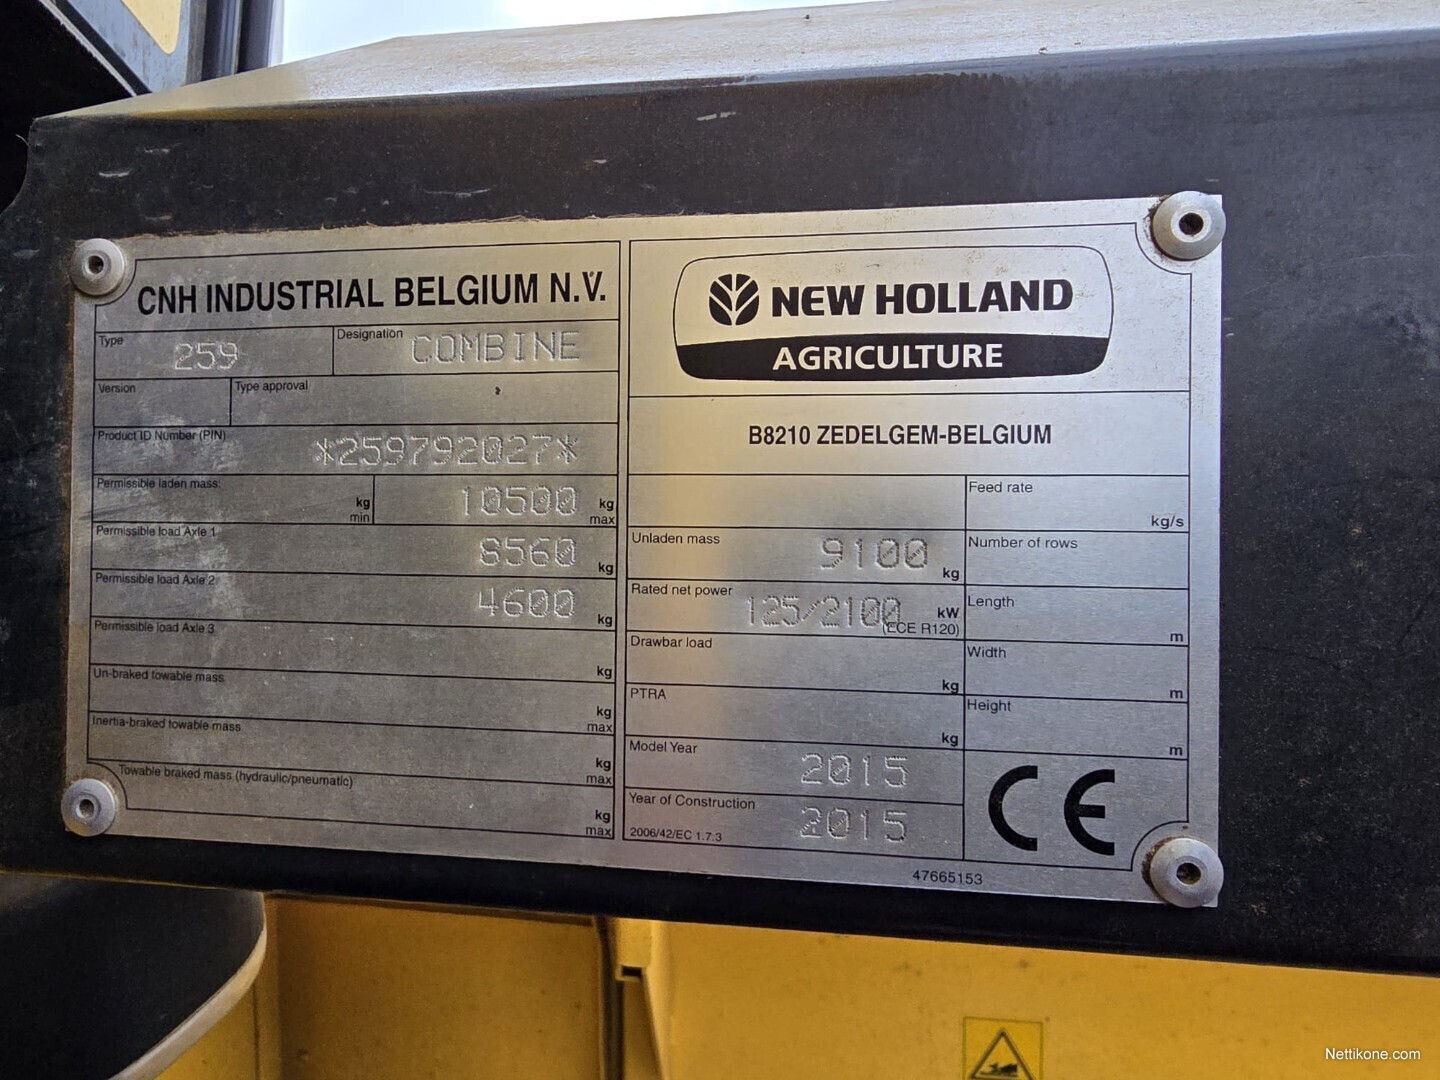 CNH INDUSTRIAL BELGIUM N.V.
Type 259 Designation COMBINE
Version Type approval
Product ID Number (PIN) *259792027*
Permissible laden mass: kg min 10500 kg max
Permissible load Axle 1 8560 kg
Permissible load Axle 2 4600 kg
Permissible load Axle 3 kg
Un-braked towable mass kg max
Inertia-braked towable mass kg max
Towable braked mass (hydraulic/pneumatic) kg max
NEW HOLLAND
AGRICULTURE
B8210 ZEDELGEM-BELGIUM
Unladen mass 9100 kg
Rated net power 125/2100 kW (ECE R120)
Drawbar load kg
PTRA kg
Model Year 2015
Year of Construction 2015
2006/42/EC 1.7.3
Feed rate kg/s
Number of rows
Length m
Width m
Height m
CE
47665153
Nettikone.com